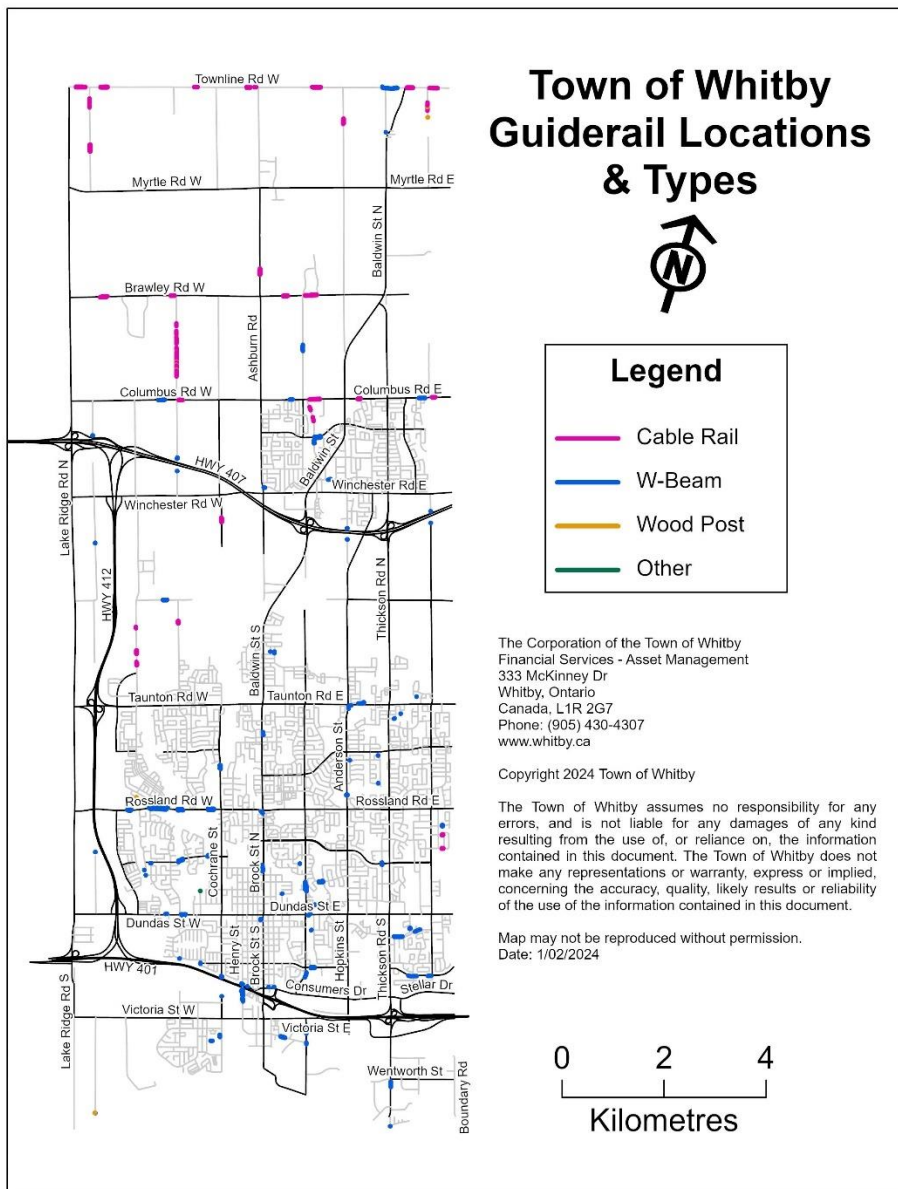 Town of Whitby
Guiderail Locations
& Types
N
Townline Rd W
Myrtle Rd W
Myrtle Rd E
Baldwin St N
Brawley Rd W
Ashburn Rd
Columbus Rd W
Columbus Rd E
Baldwin St
HWY 407
Lake Ridge Rd N
Winchester Rd W
Winchester Rd E
HWY 412
Thickson Rd N
Baldwin St S
Taunton Rd W
Taunton Rd E
Anderson St
Rossland Rd W
Rossland Rd E
Cochrane St
Brock St N
Dundas St E
Dundas St W
Henry St
Brock St S
Hopkins St
Thickson Rd S
HWY 401
Consumers Dr
Stellar Dr
Lake Ridge Rd S
Victoria St W
Victoria St E
Wentworth St
Boundary Rd
Legend
Cable Rail
W-Beam
Wood Post
Other
The Corporation of the Town of Whitby
Financial Services - Asset Management
333 McKinney Dr
Whitby, Ontario
Canada, L1R 2G7
Phone: (905) 430-4307
www.whitby.ca
Copyright 2024 Town of Whitby
The Town of Whitby assumes no responsibility for any
errors, and is not liable for any damages of any kind
resulting from the use of, or reliance on, the information
contained in this document. The Town of Whitby does not
make any representations or warranty, express or implied,
concerning the accuracy, quality, likely results or reliability
of the use of the information contained in this document.
Map may not be reproduced without permission.
Date: 1/02/2024
0 2 4
Kilometres